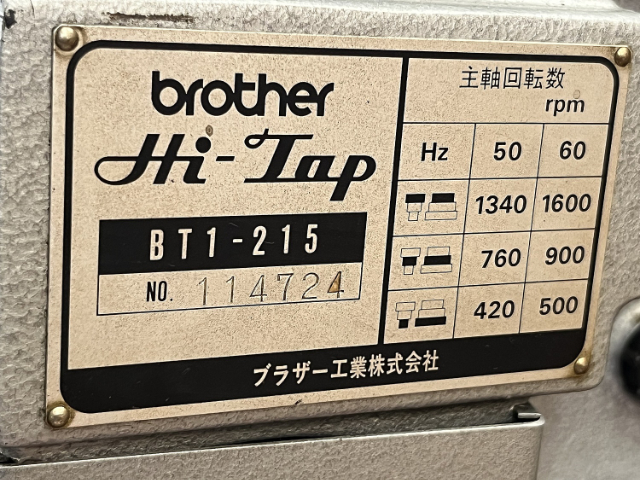 brother
Hi-Tap
BT1-215
NO. 114724
主軸回転数
rpm
Hz 50 60
1340 1600
760 900
420 500
ブラザー工業株式会社